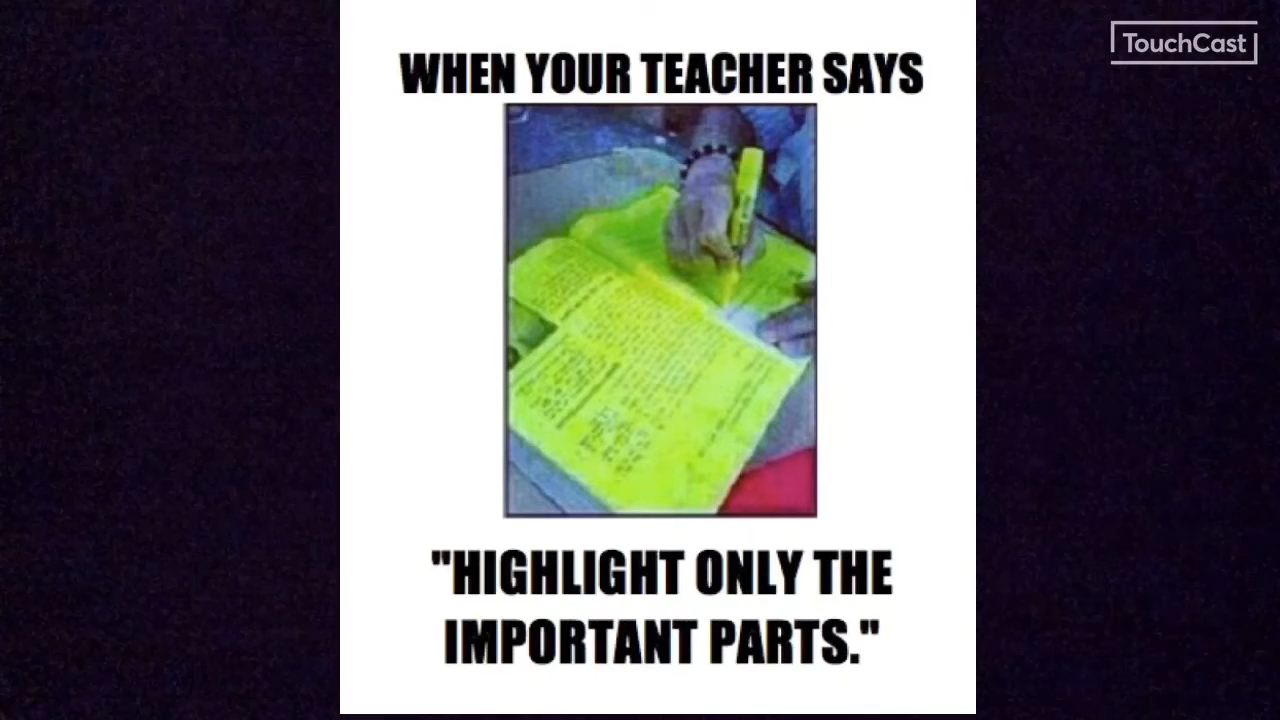 TouchCast
WHEN YOUR TEACHER SAYS
"HIGHLIGHT ONLY THE
IMPORTANT PARTS."